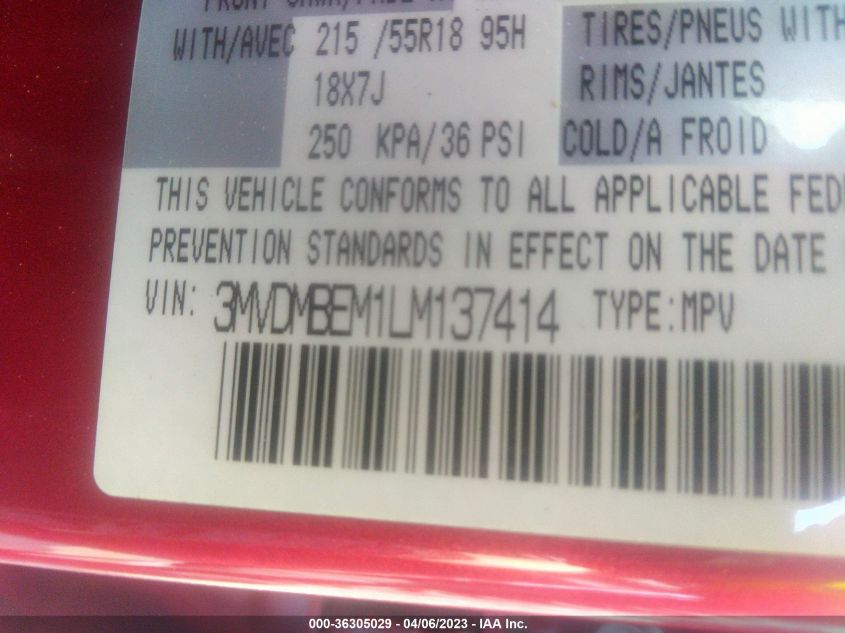 WITH/AVEC 215 /55R18 95H TIRES/PNEUS WITH
18X7J RIMS/JANTES
250 KPA/36 PSI COLD/A FROID
THIS VEHICLE CONFORMS TO ALL APPLICABLE FED
PREVENTION STANDARDS IN EFFECT ON THE DATE
VIN: 3MVDMBEM1LM137414 TYPE:MPV
000-36305029 - 04/06/2023 - IAA Inc.